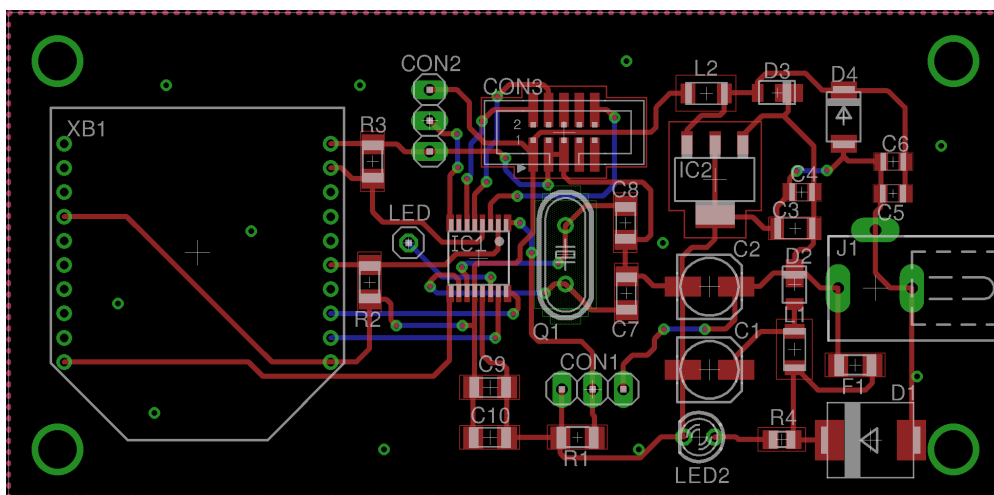 CON2
L2
D3
D4
CON3
XB1
R3
2
1
C6
IC2
C4
C8
C5
LED
C3
IC1
J1
C2
D2
R2
L1
Q1
C7
C1
CON1
C9
F1
D1
C10
R1
R4
LED2